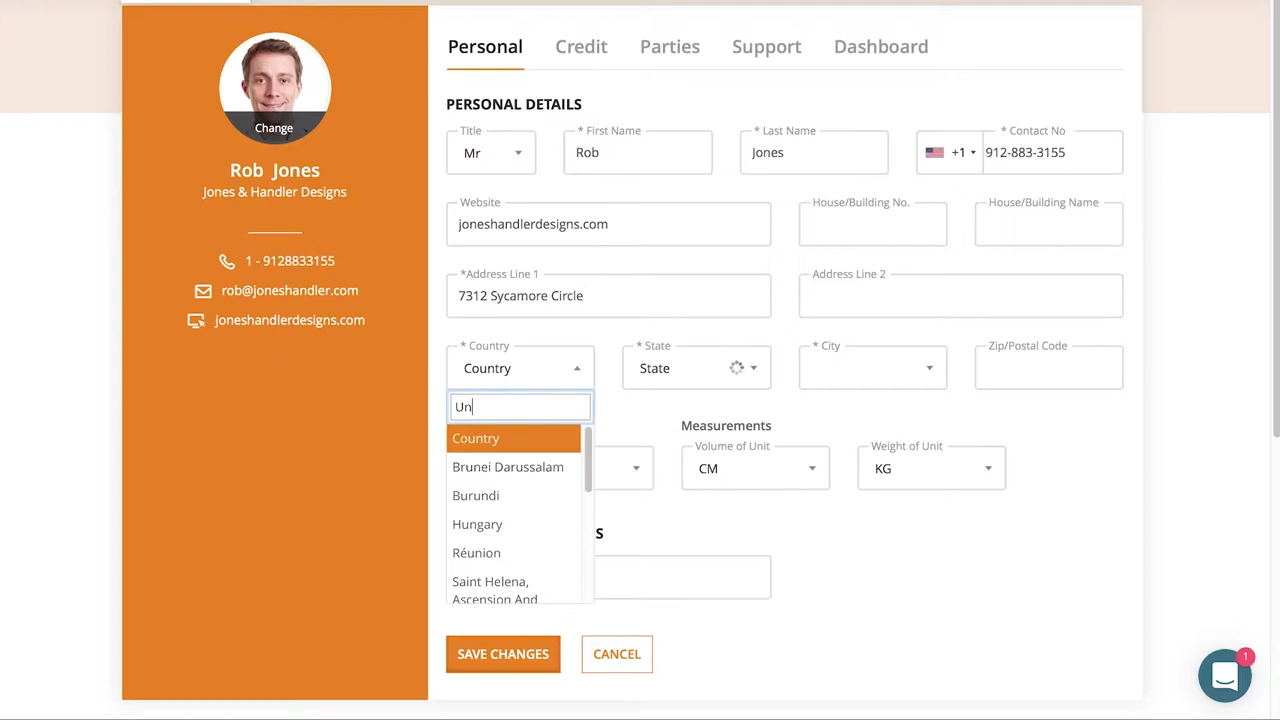 Change
Rob Jones
Jones & Handler Designs
1 - 9128833155
rob@joneshandler.com
joneshandlerdesigns.com
Personal Credit Parties Support Dashboard
PERSONAL DETAILS
Title * First Name * Last Name * Contact No
Mr Rob Jones +1 912-883-3155
Website House/Building No. House/Building Name
joneshandlerdesigns.com
*Address Line 1 Address Line 2
7312 Sycamore Circle
* Country * State * City Zip/Postal Code
Country State
Un
Country
Brunei Darussalam
Burundi
Hungary
Réunion
Saint Helena,
Ascension And
Measurements
Volume of Unit Weight of Unit
CM KG
S
SAVE CHANGES CANCEL
1